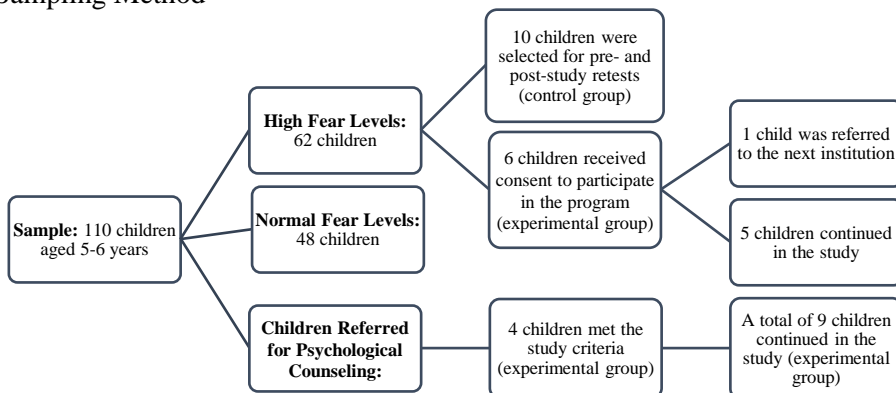 Sampling Method
10 children were
selected for pre- and
post-study retests
(control group)
High Fear Levels:
62 children
1 child was referred
to the next institution
6 children received
consent to participate
in the program
(experimental group)
Sample: 110 children
aged 5-6 years
Normal Fear Levels:
48 children
5 children continued
in the study
Children Referred
for Psychological
Counseling:
4 children met the
study criteria
(experimental group)
A total of 9 children
continued in the
study (experimental
group)